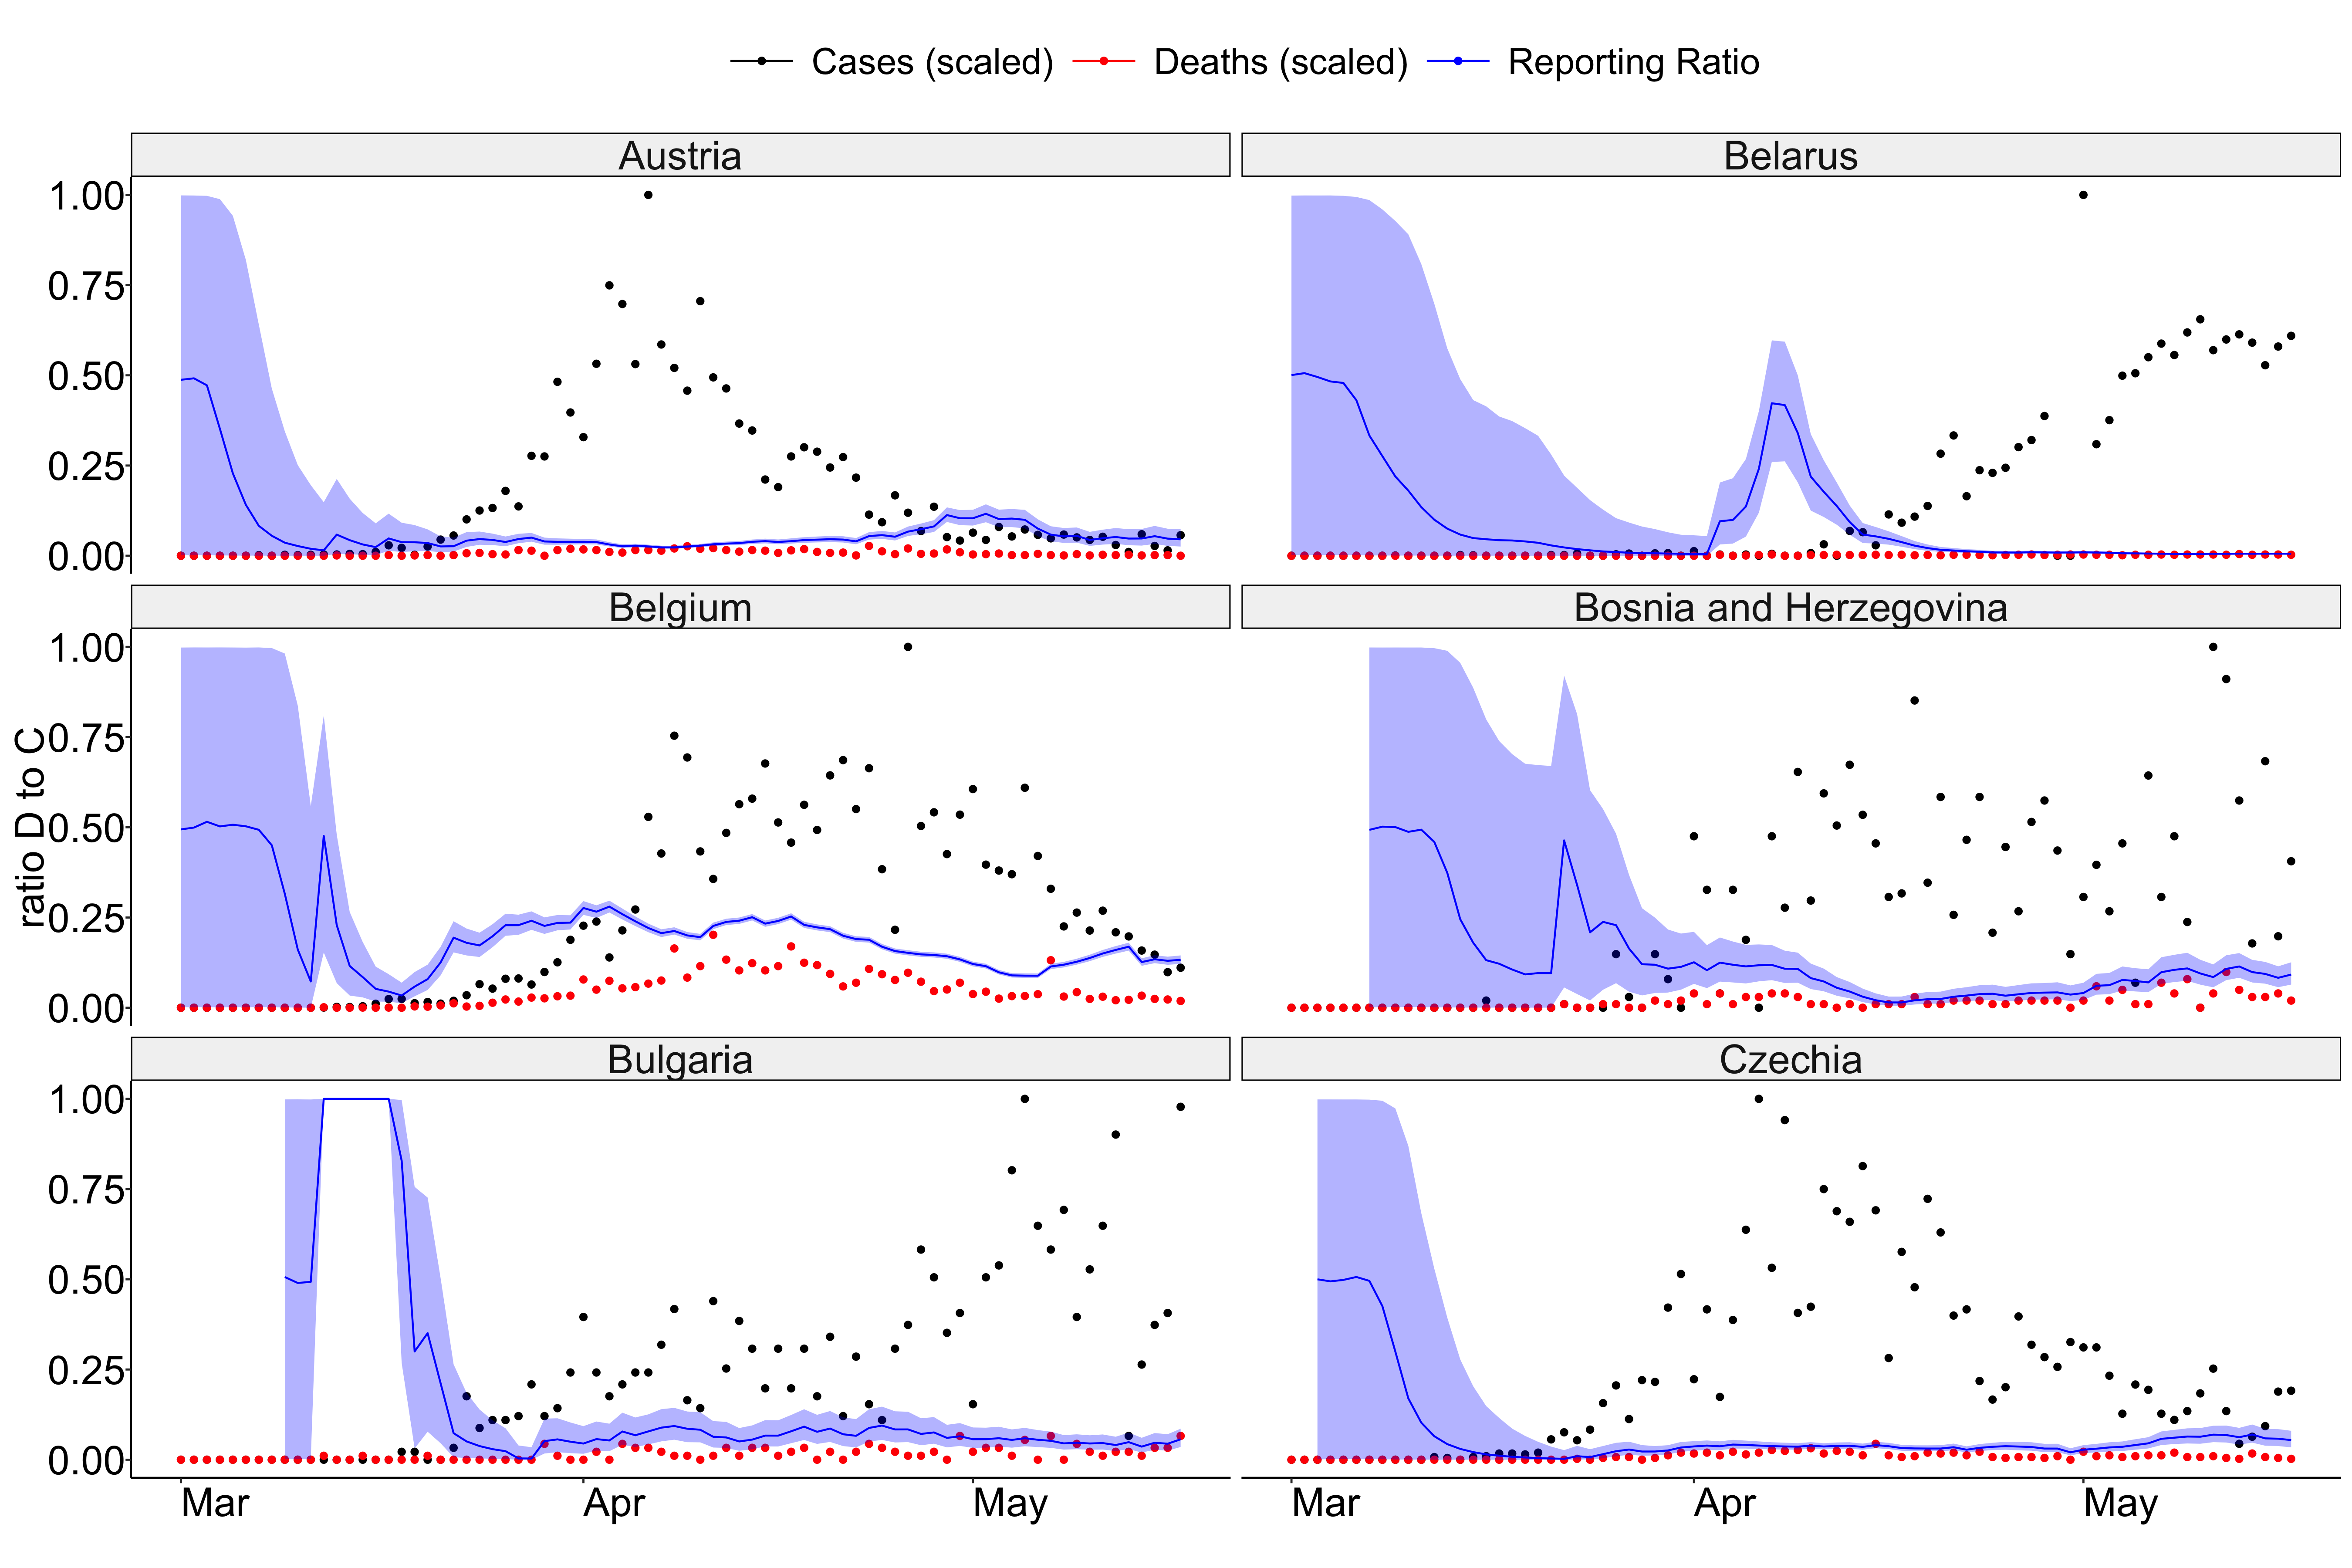 Cases (scaled) Deaths (scaled) Reporting Ratio
Austria Belarus
1.00
0.75
0.50
0.25
0.00
Belgium Bosnia and Herzegovina
1.00
0.75
0.50
0.25
0.00
ratio D to C
Bulgaria Czechia
1.00
0.75
0.50
0.25
0.00
Mar Apr May Mar Apr May